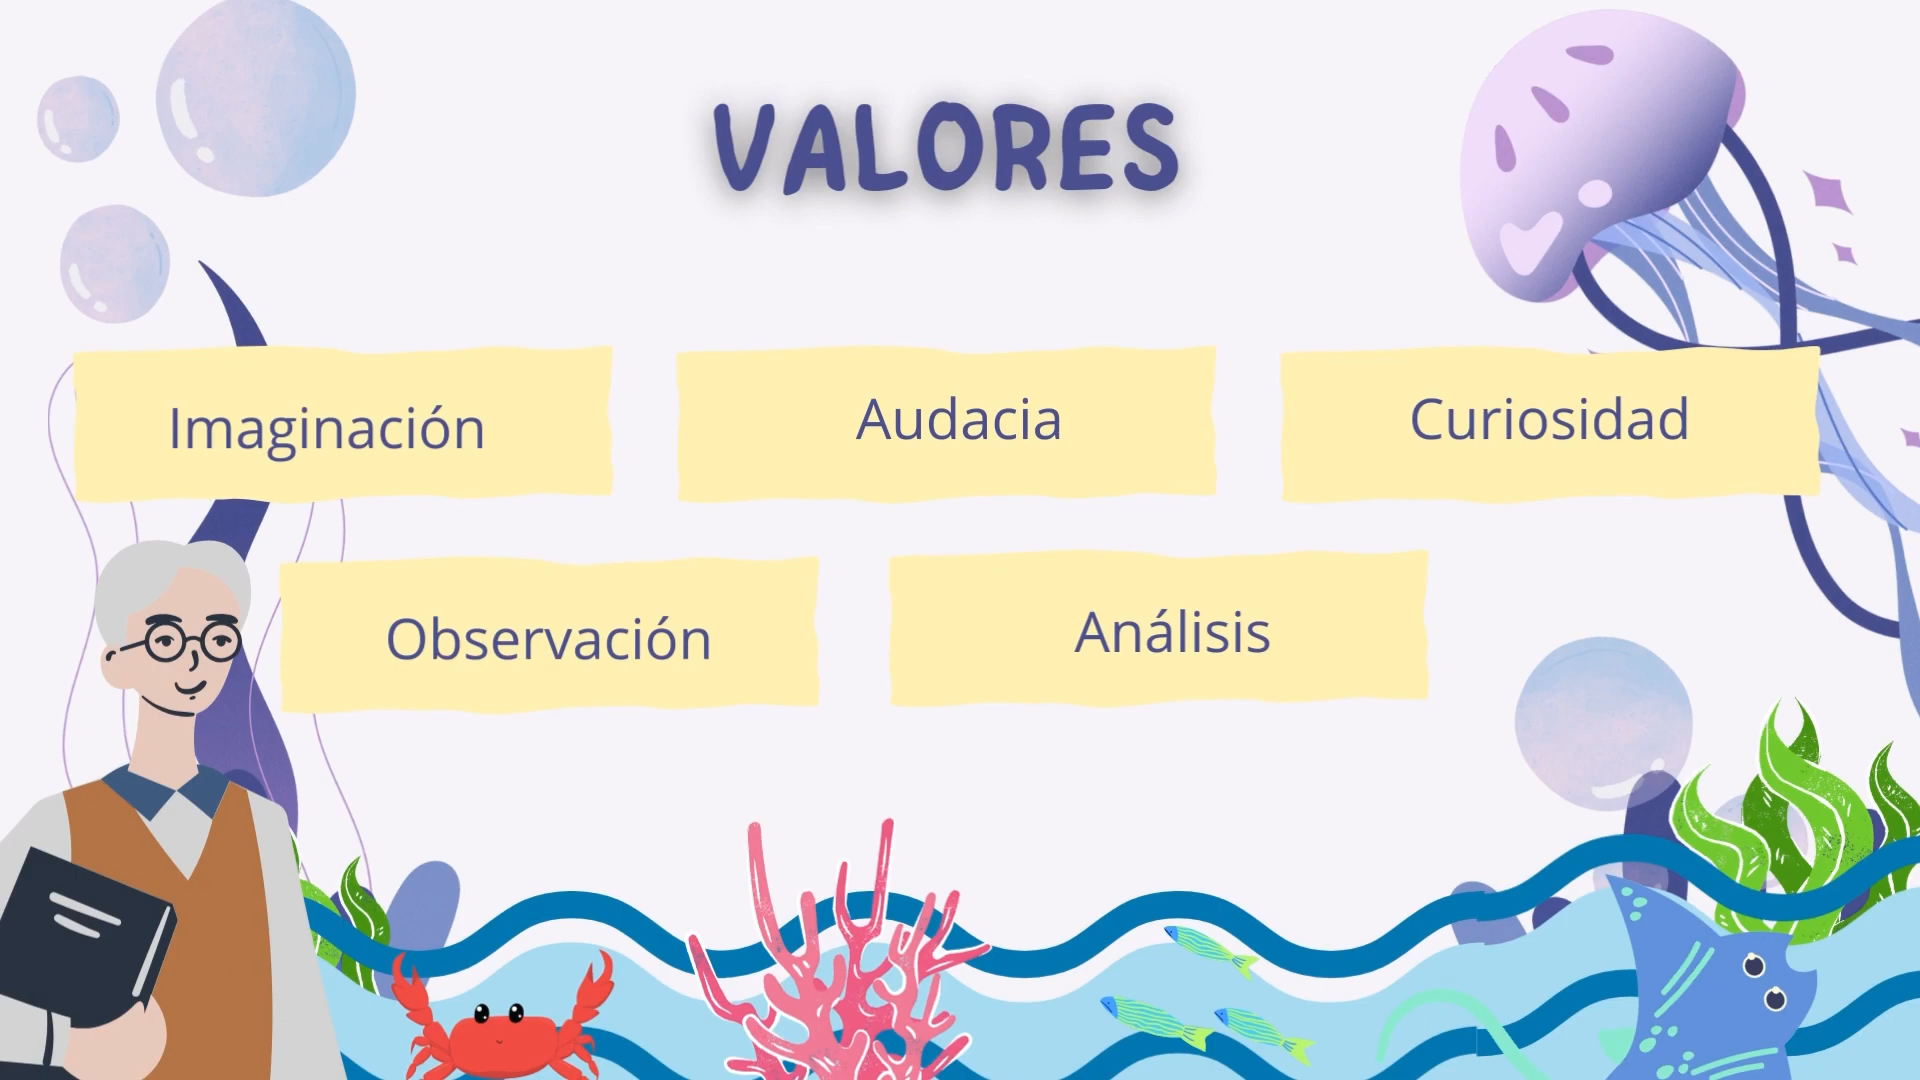 VALORES
Imaginación
Audacia
Curiosidad
Observación
Análisis